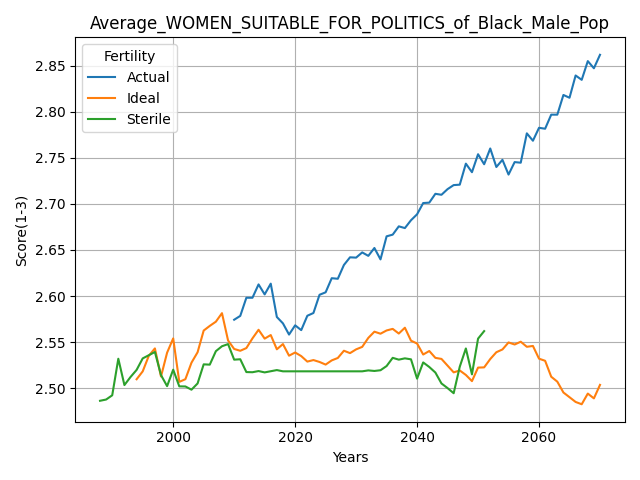 Average_WOMEN_SUITABLE_FOR_POLITICS_of_Black_Male_Pop
Fertility
Actual
Ideal
Sterile
2.85
2.80
2.75
2.70
2.65
2.60
2.55
2.50
Score(1-3)
2000
2020
2040
2060
Years